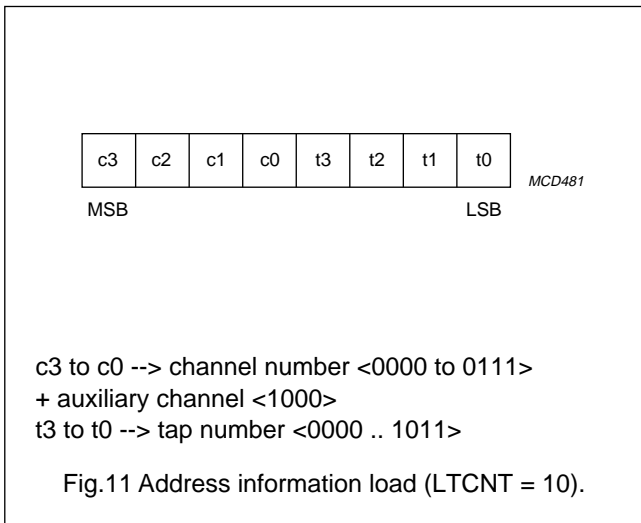 c3 c2 c1 c0 t3 t2 t1 t0
MCD481
MSB LSB
c3 to c0 --> channel number <0000 to 0111>
+ auxiliary channel <1000>
t3 to t0 --> tap number <0000 .. 1011>
Fig.11 Address information load (LTCNT = 10).